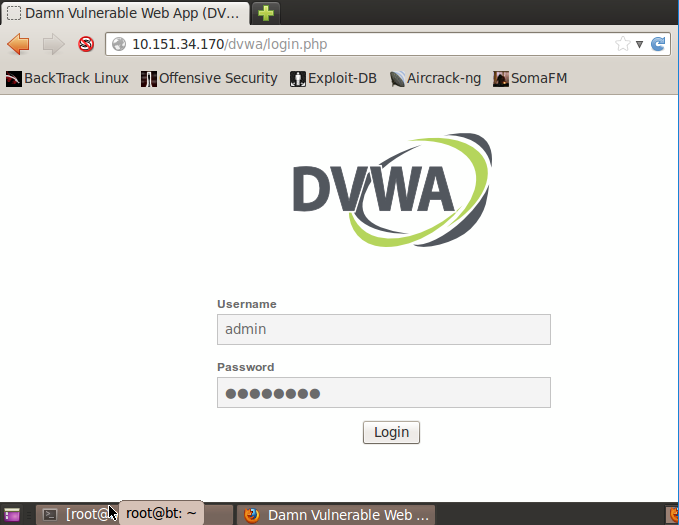 Damn Vulnerable Web App (DV...
10.151.34.170/dvwa/login.php
BackTrack Linux Offensive Security Exploit-DB Aircrack-ng SomaFM
DVWA
Username
admin
Password
●●●●●●●●
Login
[root@ root@bt: ~ Damn Vulnerable Web ...